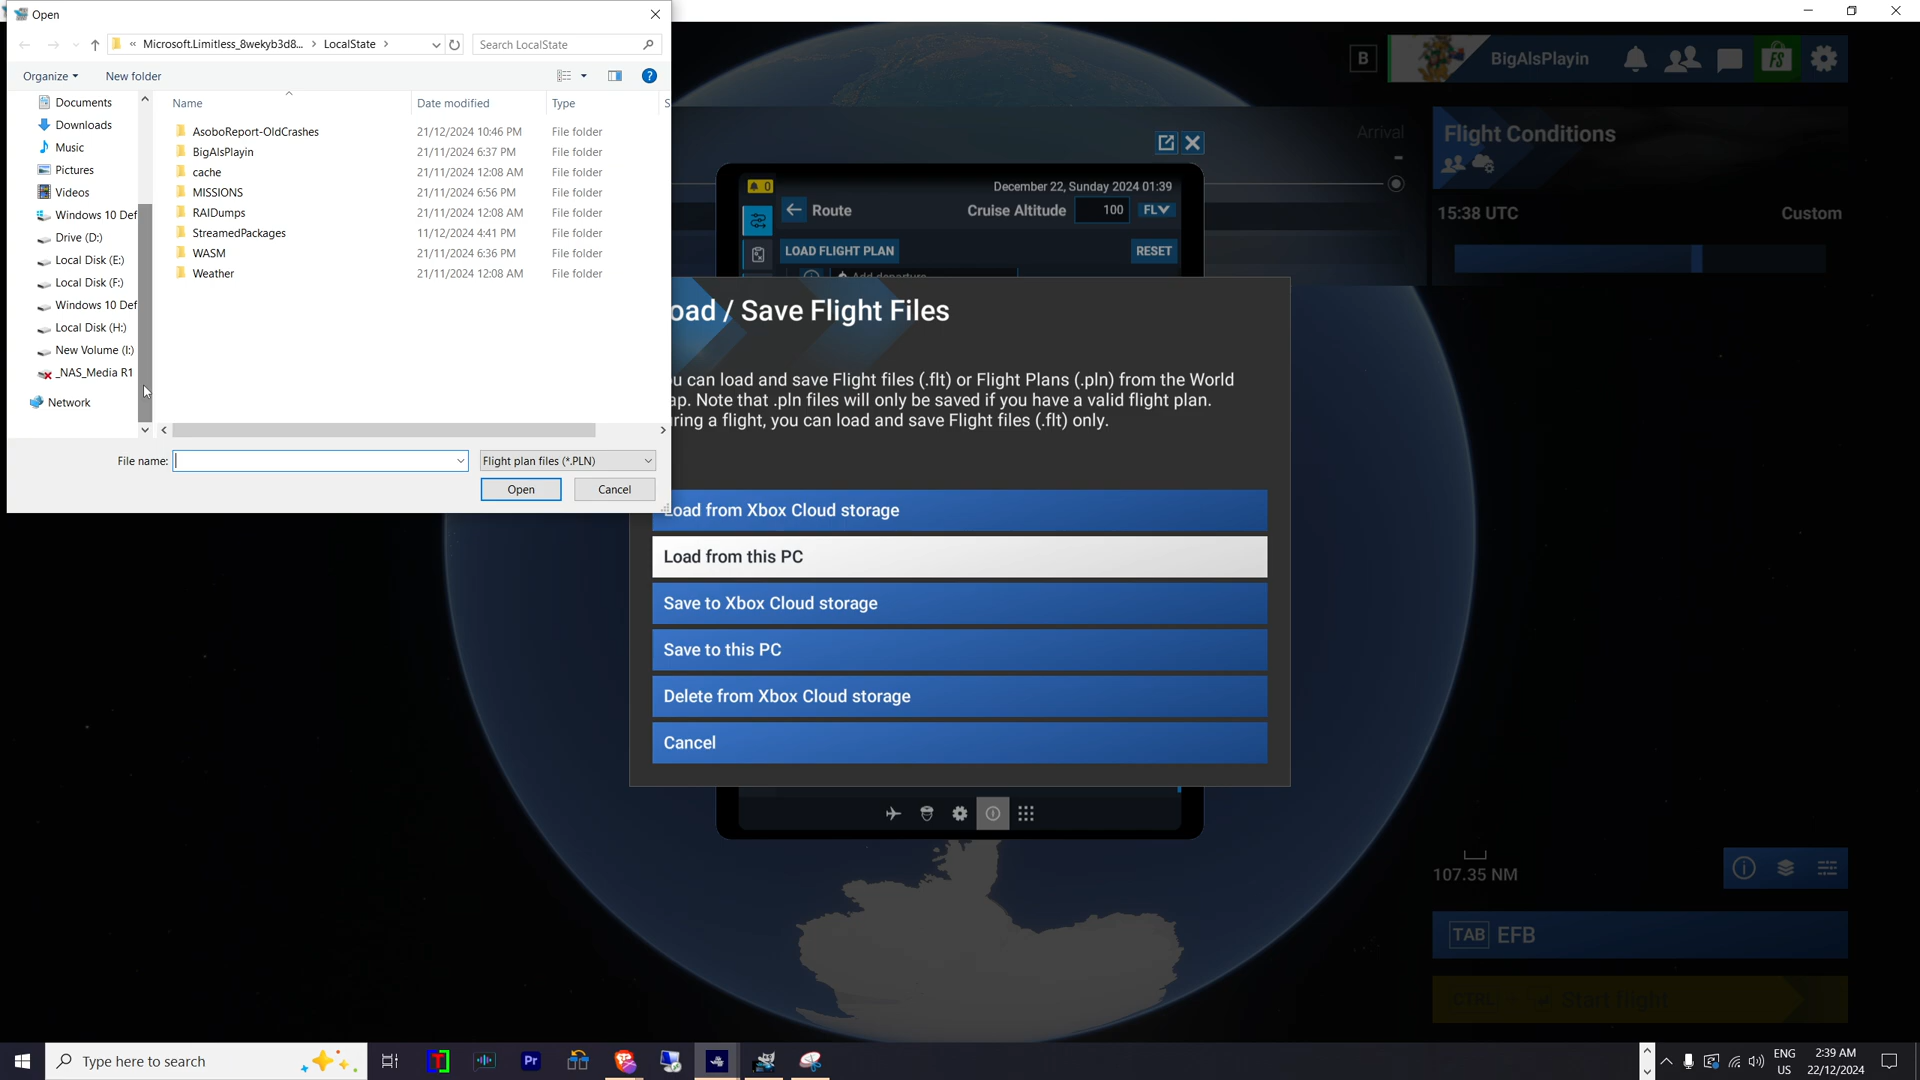 Open
« Microsoft.Limitless_8wekyb3d8... > LocalState >
Search LocalState
Organize
New folder
?
Documents
Downloads
Music
Pictures
Videos
Windows 10 Def
Drive (D:)
Local Disk (E:)
Local Disk (F:)
Windows 10 Def
Local Disk (H:)
New Volume (I:)
_NAS_Media R1
Network
Name Date modified Type S
AsoboReport-OldCrashes 21/12/2024 10:46 PM File folder
BigAlsPlayin 21/11/2024 6:37 PM File folder
cache 21/11/2024 12:08 AM File folder
MISSIONS 21/11/2024 6:56 PM File folder
RAIDumps 21/11/2024 12:08 AM File folder
StreamedPackages 11/12/2024 4:41 PM File folder
WASM 21/11/2024 6:36 PM File folder
Weather 21/11/2024 12:08 AM File folder
File name:
Flight plan files (*.PLN)
Open
Cancel
B
BigAlsPlayin
FS
Arrival
-
Flight Conditions
15:38 UTC
Custom
0
December 22, Sunday 2024 01:39
Route
Cruise Altitude 100 FL
LOAD FLIGHT PLAN
RESET
Add departure
oad / Save Flight Files
u can load and save Flight files (.flt) or Flight Plans (.pln) from the World
ap. Note that .pln files will only be saved if you have a valid flight plan.
ring a flight, you can load and save Flight files (.flt) only.
Load from Xbox Cloud storage
Load from this PC
Save to Xbox Cloud storage
Save to this PC
Delete from Xbox Cloud storage
Cancel
107.35 NM
TAB EFB
CTRL + Start flight
Type here to search
Pr
ENG
US
2:39 AM
22/12/2024